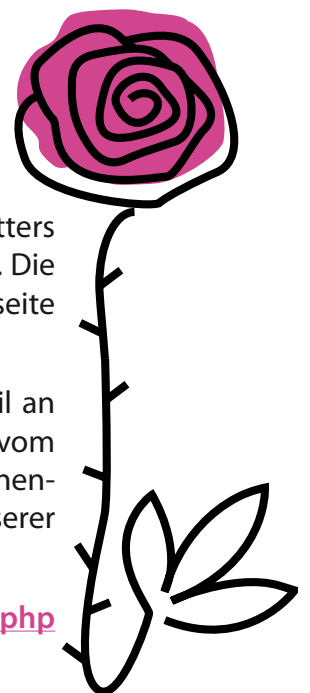 tters
. Die
seite
il an
vom
nen-
serer
php